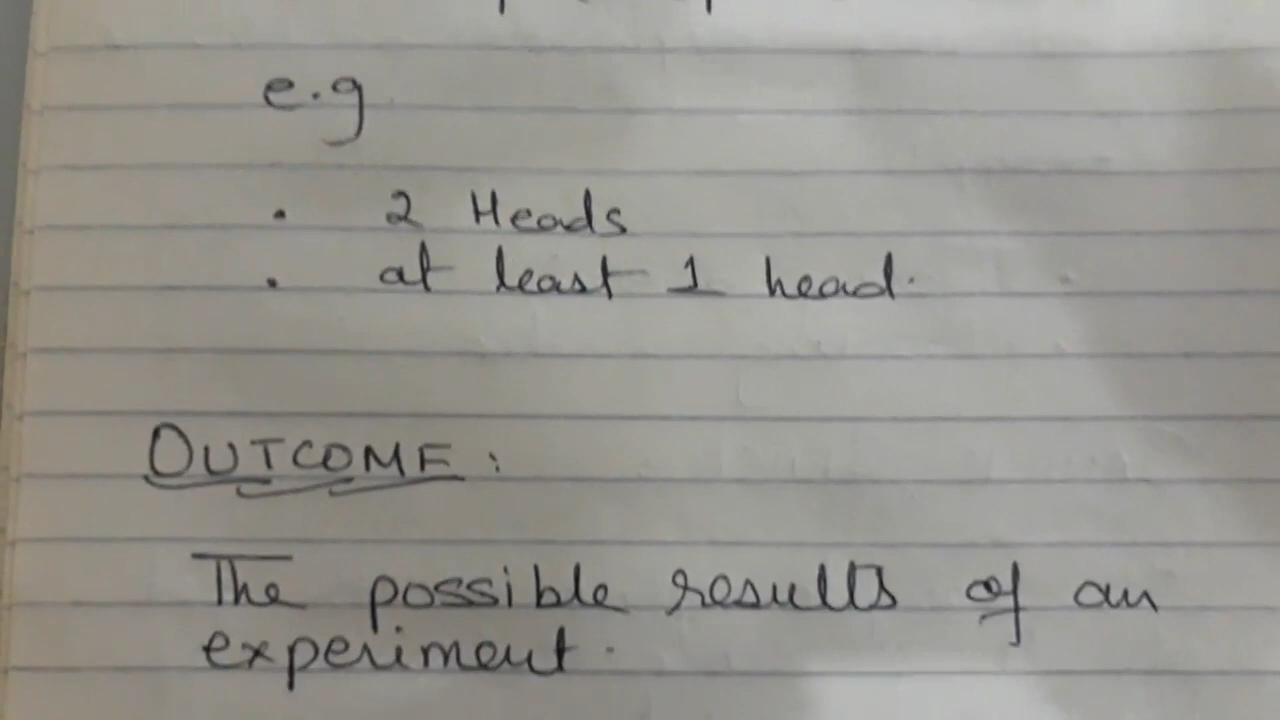 e.g
. 2 Heads
. at least 1 head.
OUTCOME:
The possible results of an
experiment.